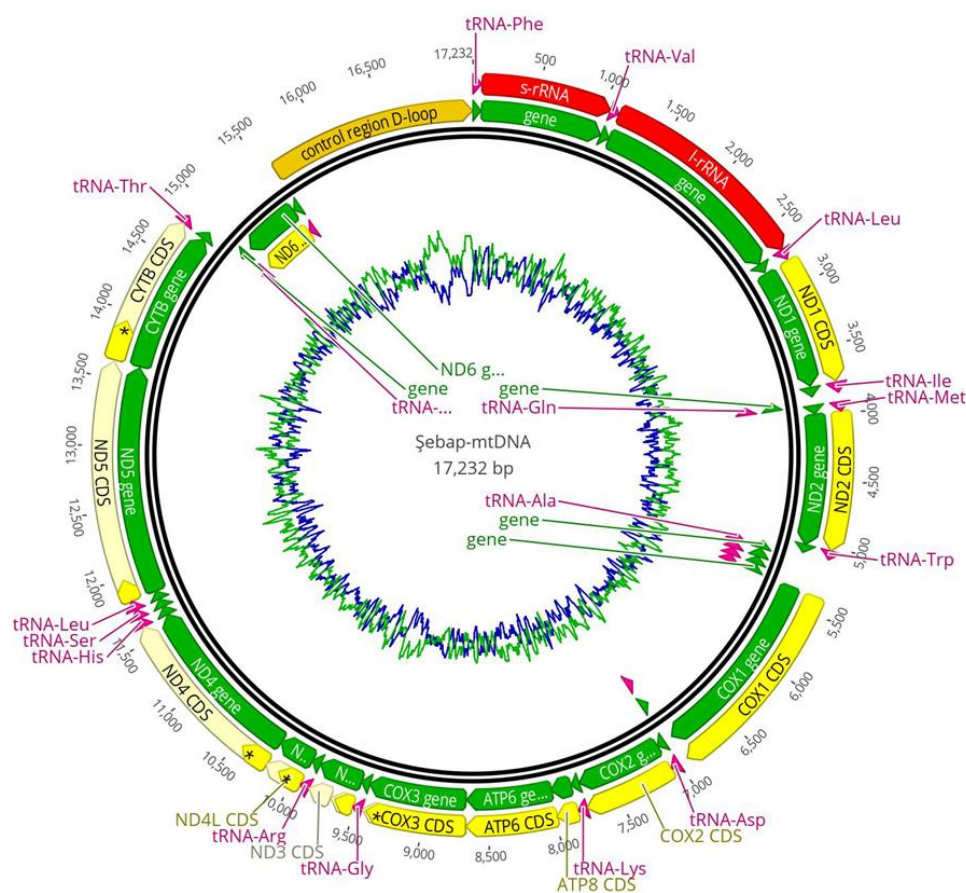 tRNA-Phe
17,232
500
tRNA-Val
1,000
s-rRNA
gene
1,500
l-rRNA
gene
2,000
2,500
tRNA-Leu
3,000
ND1 CDS
ND1 gene
3,500
tRNA-Ile
tRNA-Met
4,000
ND2 gene
ND2 CDS
4,500
tRNA-Trp
5,000
5,500
COX1 gene
COX1 CDS
6,000
6,500
7,000
tRNA-Asp
COX2 g...
COX2 CDS
7,500
tRNA-Lys
ATP8 CDS
8,000
ATP6 ge...
ATP6 CDS
8,500
COX3 gene
*COX3 CDS
9,000
tRNA-Gly
9,500
N...
ND3 CDS
tRNA-Arg
10,000
N..
*
ND4L CDS
10,500
*
ND4 gene
ND4 CDS
11,000
11,500
tRNA-His
tRNA-Ser
tRNA-Leu
12,000
12,500
ND5 gene
ND5 CDS
13,000
13,500
*
CYTB gene
CYTB CDS
14,000
14,500
tRNA-Thr
15,000
15,500
control region D-loop
16,000
16,500
ND6 ..
ND6 g...
gene
tRNA-...
gene
tRNA-Gln
Şebap-mtDNA
17,232 bp
tRNA-Ala
gene
gene